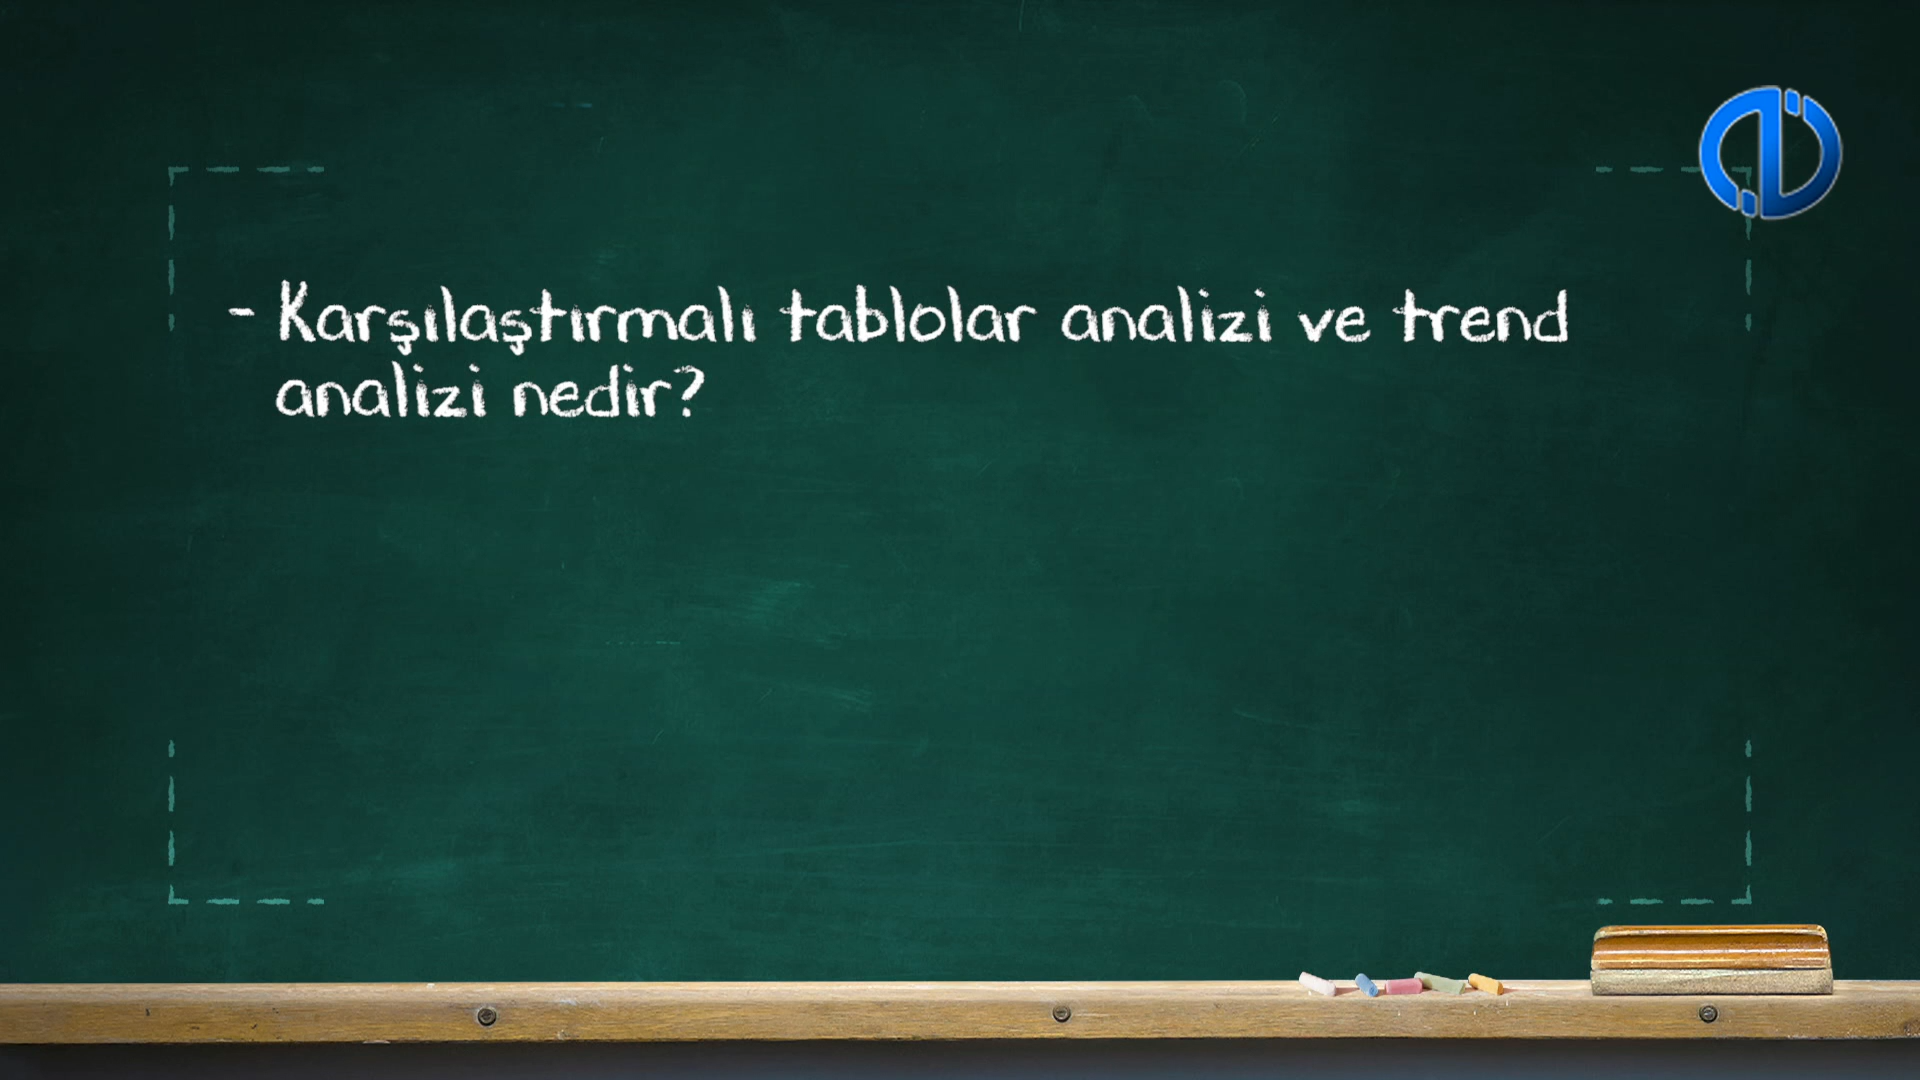 - Karşılaştırmalı tablolar analizi ve trend
analizi nedir?